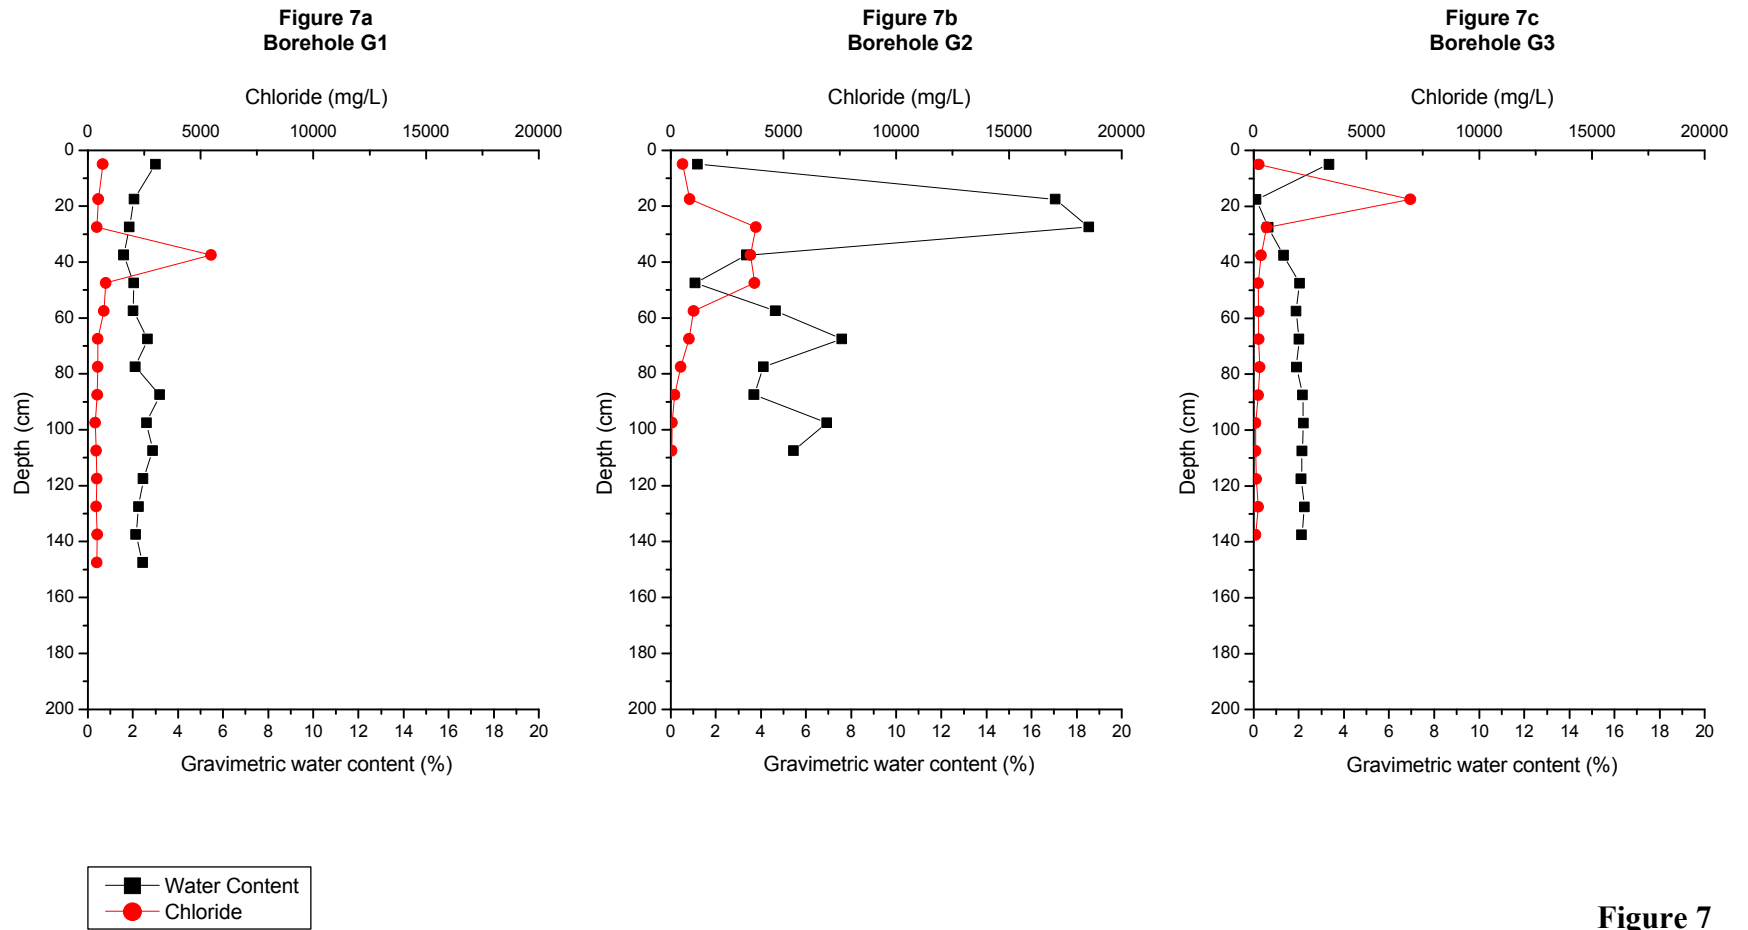 Figure 7a
Borehole G1
Chloride (mg/L)
0 5000 10000 15000 20000
0
20
40
60
80
100
120
140
160
180
200
Depth (cm)
0 2 4 6 8 10 12 14 16 18 20
Gravimetric water content (%)
Figure 7b
Borehole G2
Chloride (mg/L)
0 5000 10000 15000 20000
0
20
40
60
80
100
120
140
160
180
200
Depth (cm)
0 2 4 6 8 10 12 14 16 18 20
Gravimetric water content (%)
Figure 7c
Borehole G3
Chloride (mg/L)
0 5000 10000 15000 20000
0
20
40
60
80
100
120
140
160
180
200
Depth (cm)
0 2 4 6 8 10 12 14 16 18 20
Gravimetric water content (%)
Water Content
Chloride
Figure 7